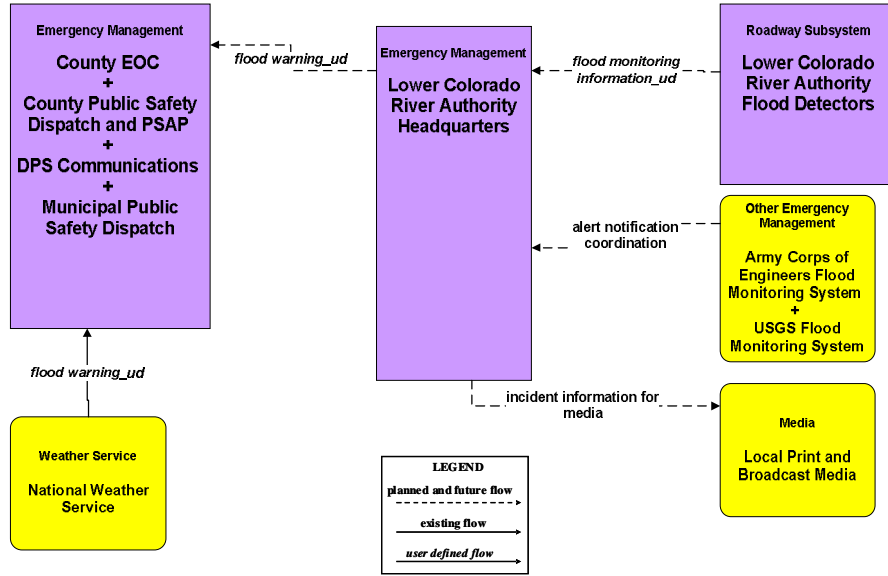 Emergency Management
County EOC
+
County Public Safety
Dispatch and PSAP
+
DPS Communications
+
Municipal Public
Safety Dispatch
flood warning_ud
Emergency Management
Lower Colorado
River Authority
Headquarters
flood monitoring
information_ud
Roadway Subsystem
Lower Colorado
River Authority
Flood Detectors
alert notification
coordination
Other Emergency
Management
Army Corps of
Engineers Flood
Monitoring System
+
USGS Flood
Monitoring System
flood warning_ud
incident information for
media
Media
Local Print and
Broadcast Media
Weather Service
National Weather
Service
LEGEND
planned and future flow
existing flow
user defined flow